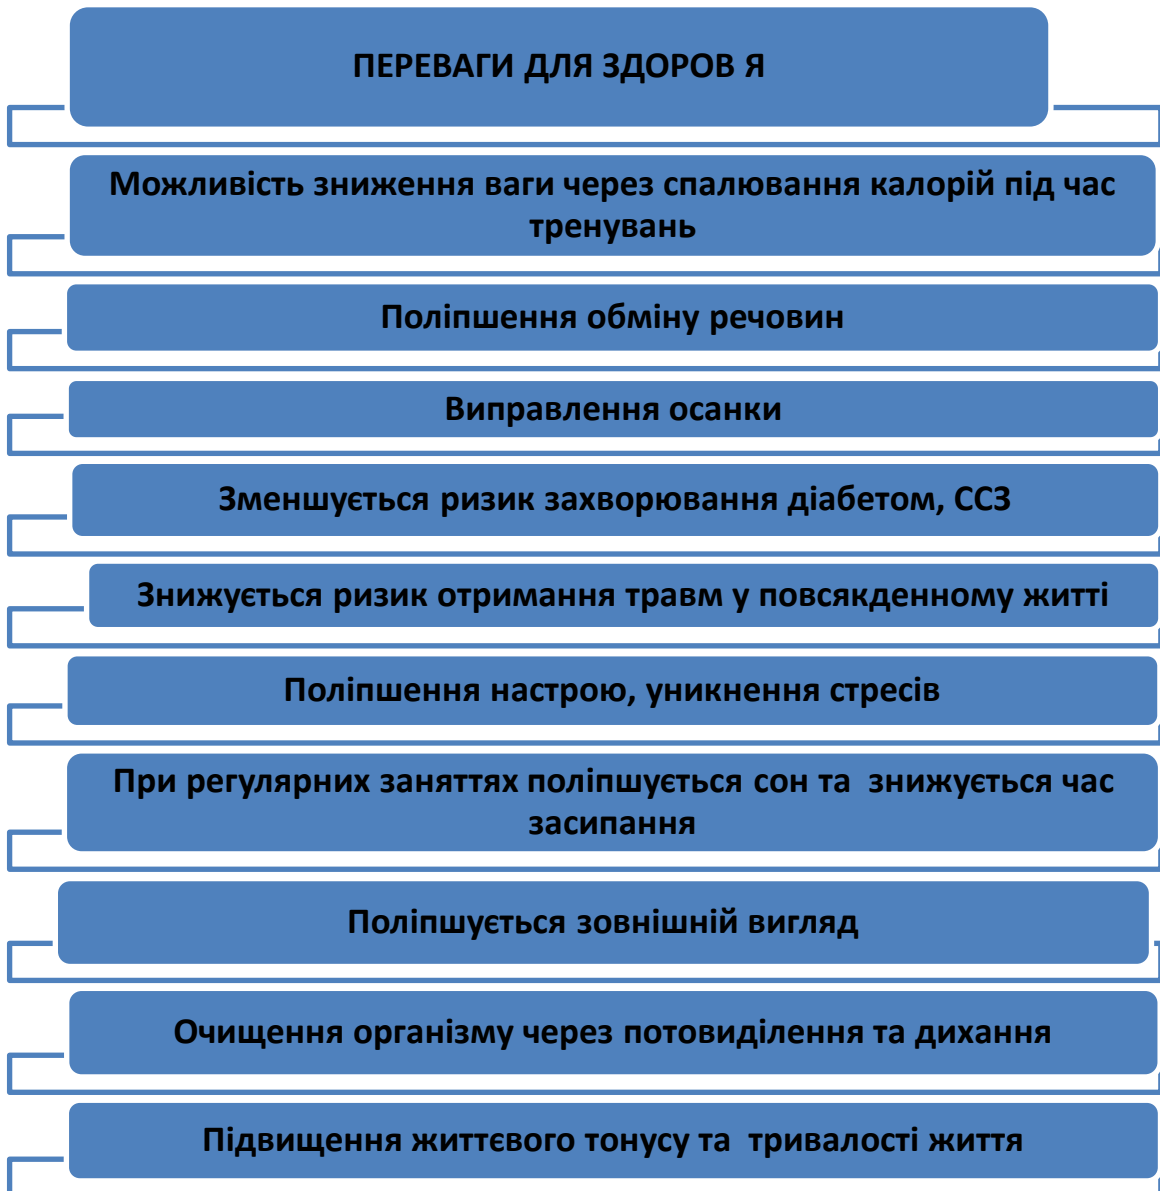 ПЕРЕВАГИ ДЛЯ ЗДОРОВ Я
Можливість зниження ваги через спалювання калорій під час
тренувань
Поліпшення обміну речовин
Виправлення осанки
Зменшується ризик захворювання діабетом, ССЗ
Знижується ризик отримання травм у повсякденному житті
Поліпшення настрою, уникнення стресів
При регулярних заняттях поліпшується сон та  знижується час
засипання
Поліпшується зовнішній вигляд
Очищення організму через потовиділення та дихання
Підвищення життєвого тонусу та  тривалості життя